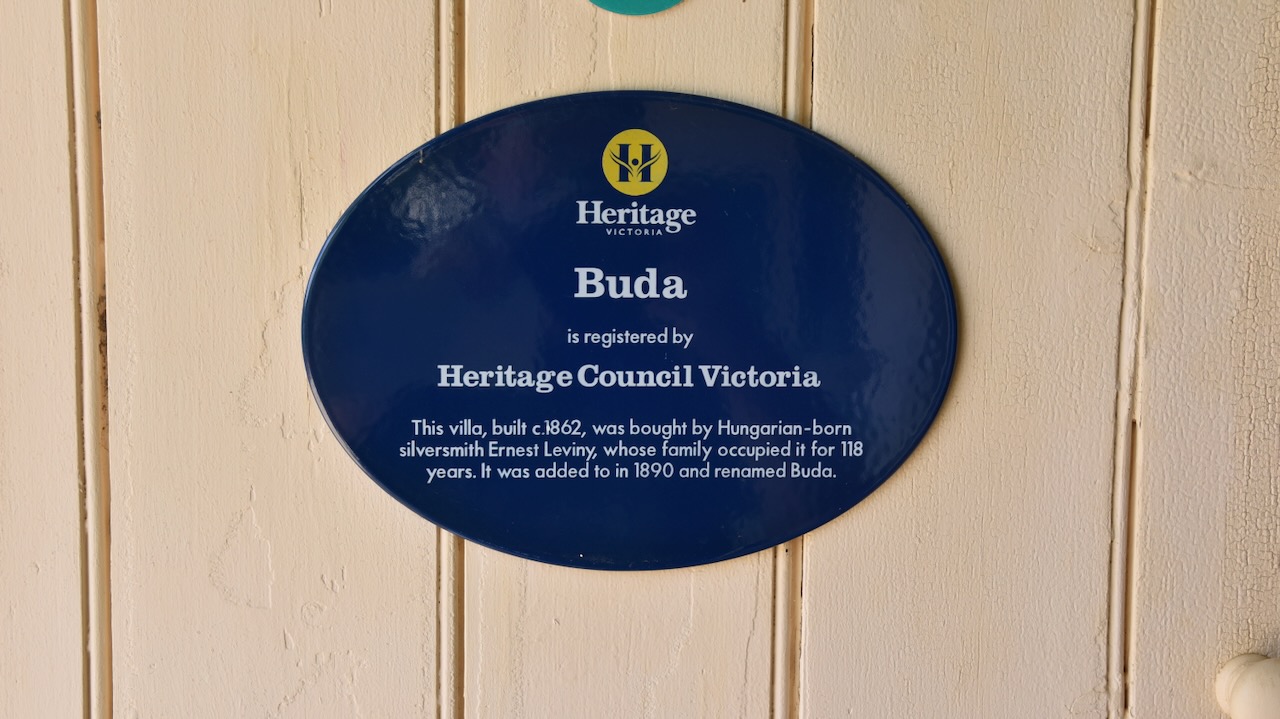 H
Heritage
VICTORIA
Buda
is registered by
Heritage Council Victoria
This villa, built c.1862, was bought by Hungarian-born
silversmith Ernest Leviny, whose family occupied it for 118
years. It was added to in 1890 and renamed Buda.